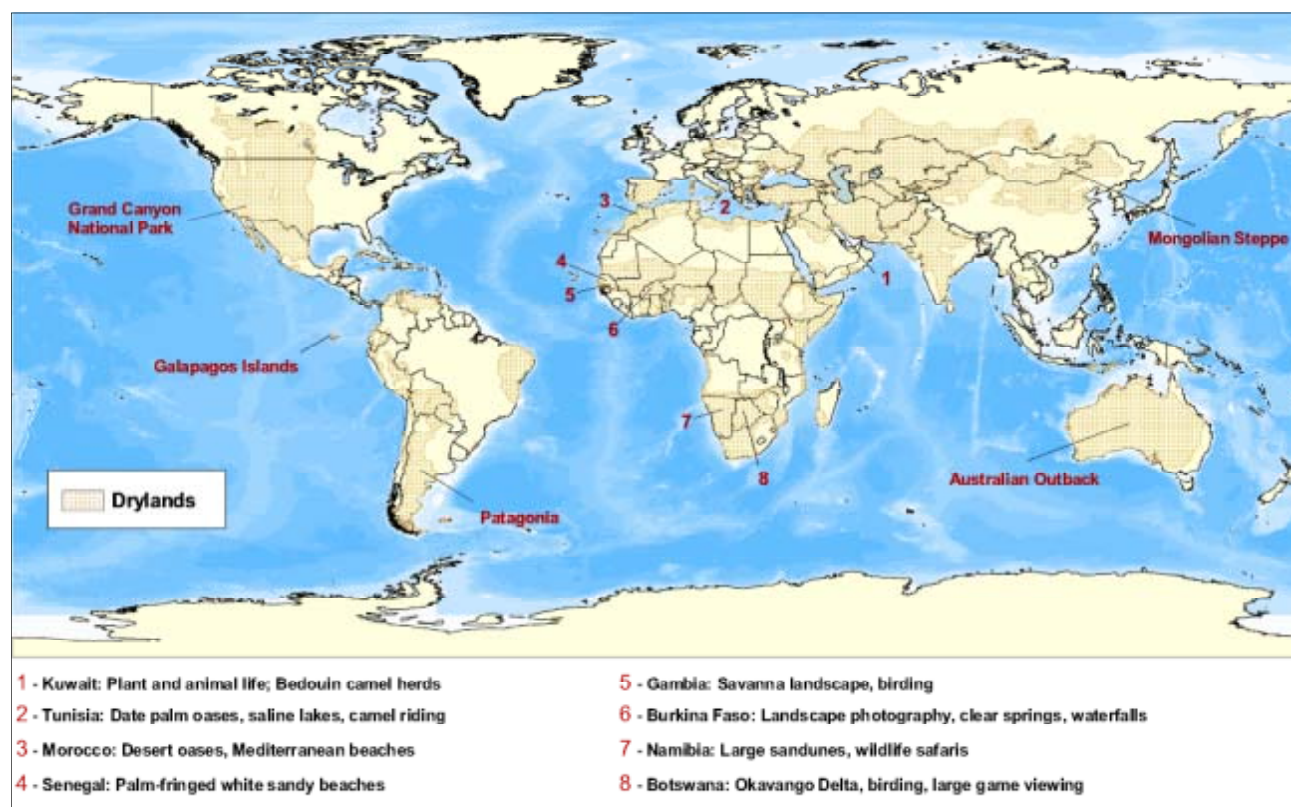 Grand Canyon
National Park
3
2
Mongolian Steppe
4
1
5
6
Galapagos Islands
7
Australian Outback
8
Drylands
Patagonia
1 - Kuwait: Plant and animal life; Bedouin camel herds
2 - Tunisia: Date palm oases, saline lakes, camel riding
3 - Morocco: Desert oases, Mediterranean beaches
4 - Senegal: Palm-fringed white sandy beaches
5 - Gambia: Savanna landscape, birding
6 - Burkina Faso: Landscape photography, clear springs, waterfalls
7 - Namibia: Large sandunes, wildlife safaris
8 - Botswana: Okavango Delta, birding, large game viewing